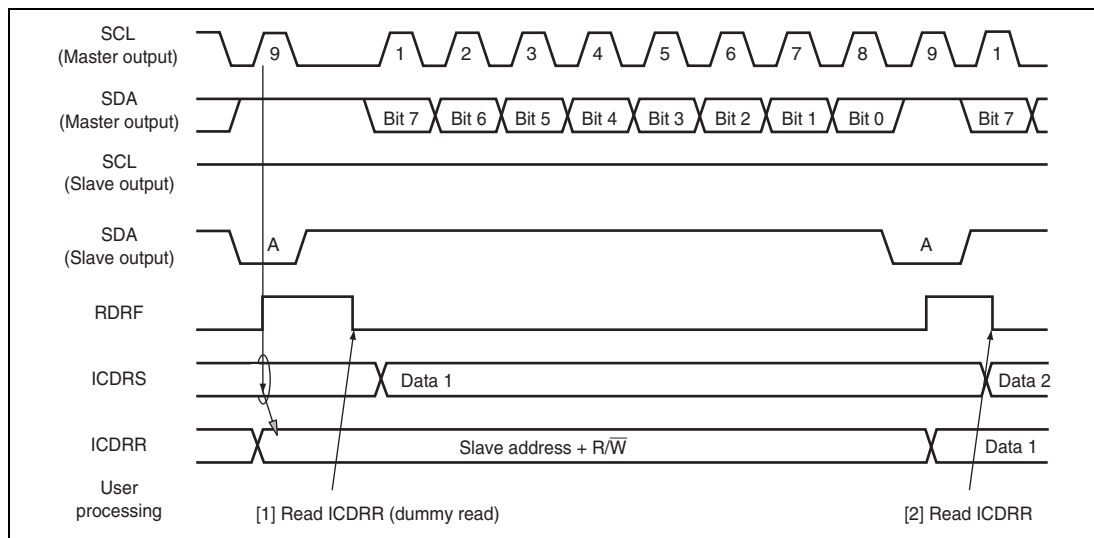 SCL
(Master output)
9 1 2 3 4 5 6 7 8 9 1
SDA
(Master output)
Bit 7 Bit 6 Bit 5 Bit 4 Bit 3 Bit 2 Bit 1 Bit 0 Bit 7
SCL
(Slave output)
SDA
(Slave output)
A A
RDRF
ICDRS
Data 1 Data 2
ICDRR
Slave address + R/W̅ Data 1
User
processing
[1] Read ICDRR (dummy read) [2] Read ICDRR